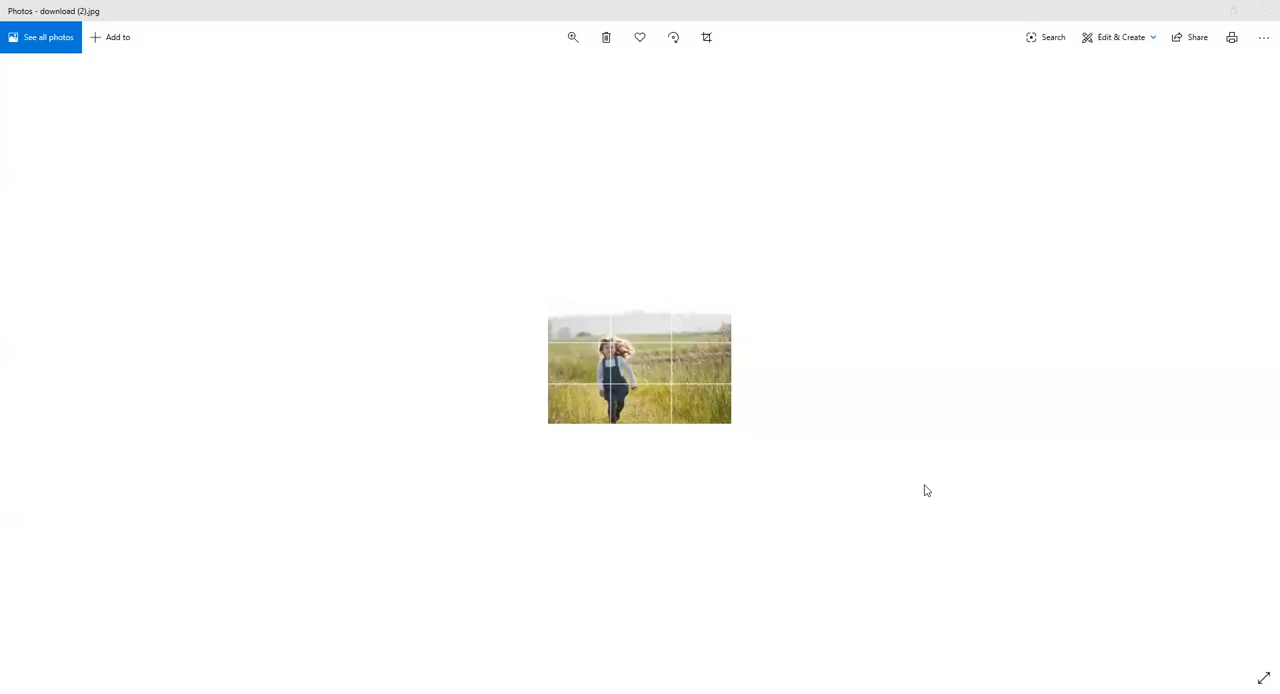 Photos - download (2).jpg
See all photos
Add to
Search
Edit & Create
Share